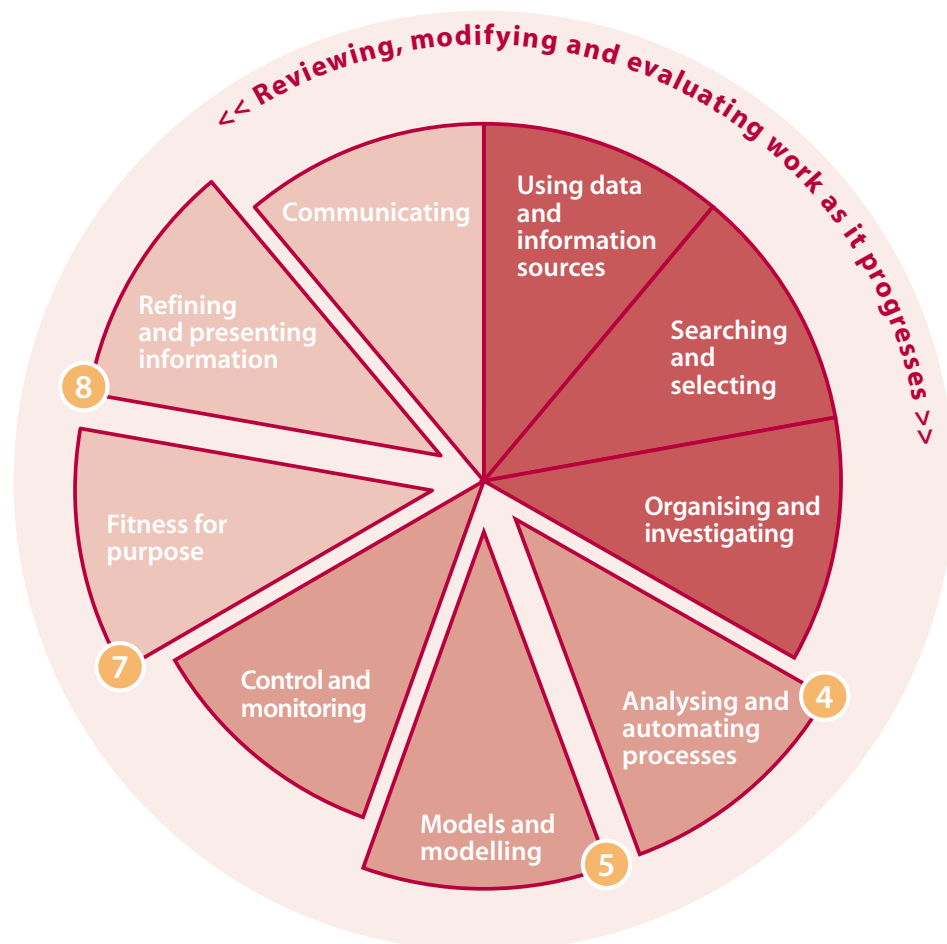 << Reviewing, modifying and evaluating work as it progresses >>
Communicating
Using data
and
information
sources
Searching
and
selecting
Organising and
investigating
4
Analysing and
automating
processes
5
Models and
modelling
Control and
monitoring
7
Fitness for
purpose
8
Refining
and presenting
information